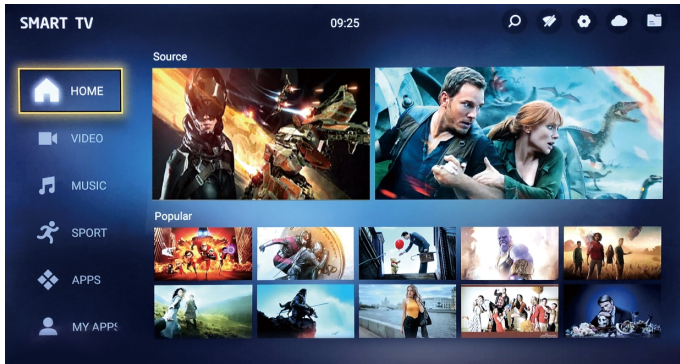 SMART TV
09:25
Source
HOME
VIDEO
MUSIC
Popular
SPORT
APPS
MY APPS